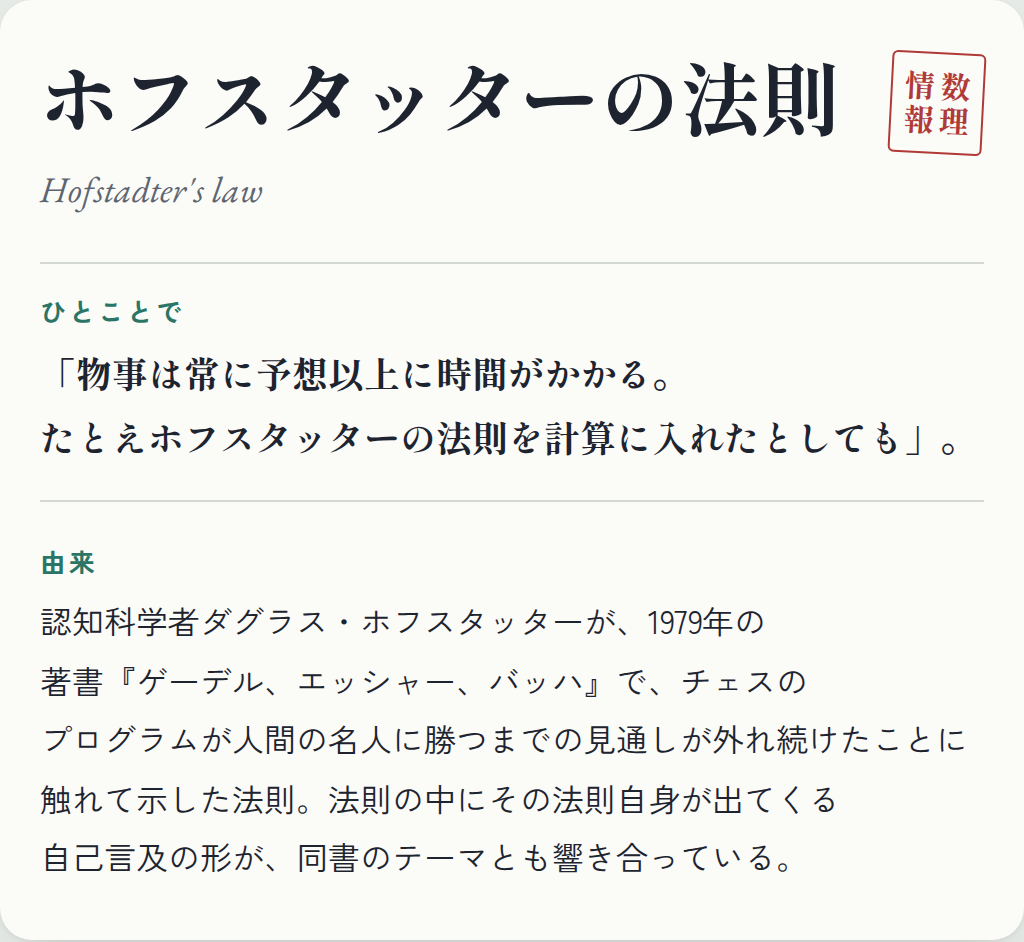 ホフスタッターの法則
数理
情報
Hofstadter's law
ひとことで
「物事は常に予想以上に時間がかかる。
たとえホフスタッターの法則を計算に入れたとしても」。
由来
認知科学者ダグラス・ホフスタッターが、1979年の
著書『ゲーデル、エッシャー、バッハ』で、チェスの
プログラムが人間の名人に勝つまでの見通しが外れ続けたことに
触れて示した法則。法則の中にその法則自身が出てくる
自己言及の形が、同書のテーマとも響き合っている。